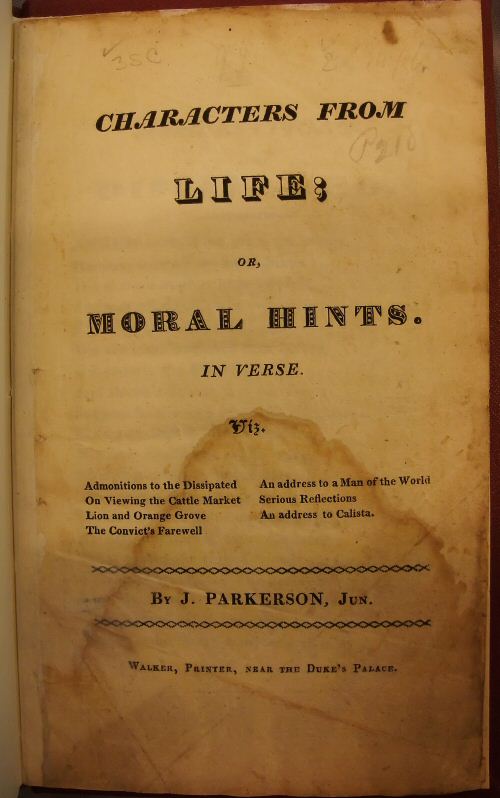 3SC
CHARACTERS FROM
LIFE;
OR,
MORAL HINTS.
IN VERSE.
Viz.
Admonitions to the Dissipated
On Viewing the Cattle Market
Lion and Orange Grove
The Convict's Farewell
An address to a Man of the World
Serious Reflections
An address to Calista.
By J. PARKERSON, Jun.
Walker, Printer, near the Duke's Palace.